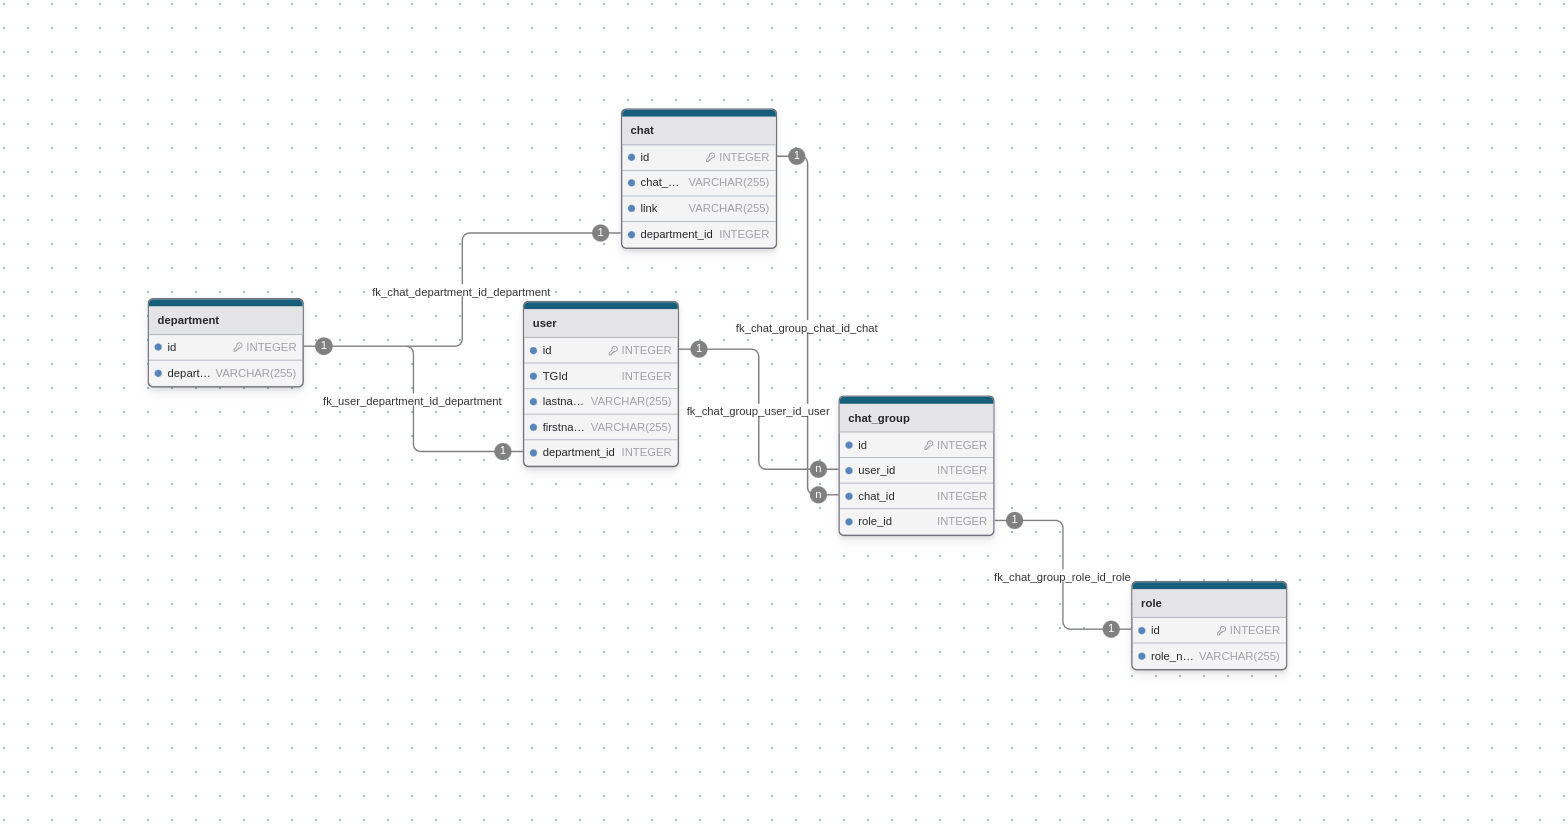 chat
id INTEGER
chat_... VARCHAR(255)
link VARCHAR(255)
department_id INTEGER
1
1
fk_chat_department_id_department
department
id INTEGER
depart... VARCHAR(255)
1
fk_user_department_id_department
1
user
id INTEGER
TGId INTEGER
lastna... VARCHAR(255)
firstna... VARCHAR(255)
department_id INTEGER
1
fk_chat_group_chat_id_chat
fk_chat_group_user_id_user
n
n
chat_group
id INTEGER
user_id INTEGER
chat_id INTEGER
role_id INTEGER
1
fk_chat_group_role_id_role
1
role
id INTEGER
role_n... VARCHAR(255)